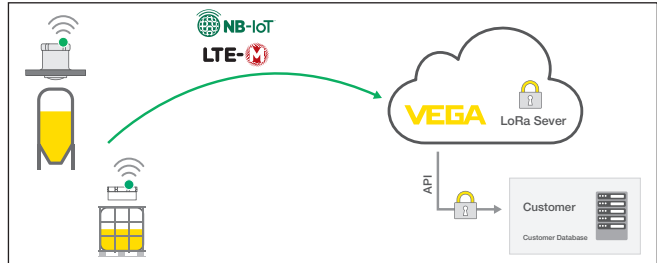 NB-IoT
LTE-M
VEGA
LoRa Sever
API
Customer
Customer Database